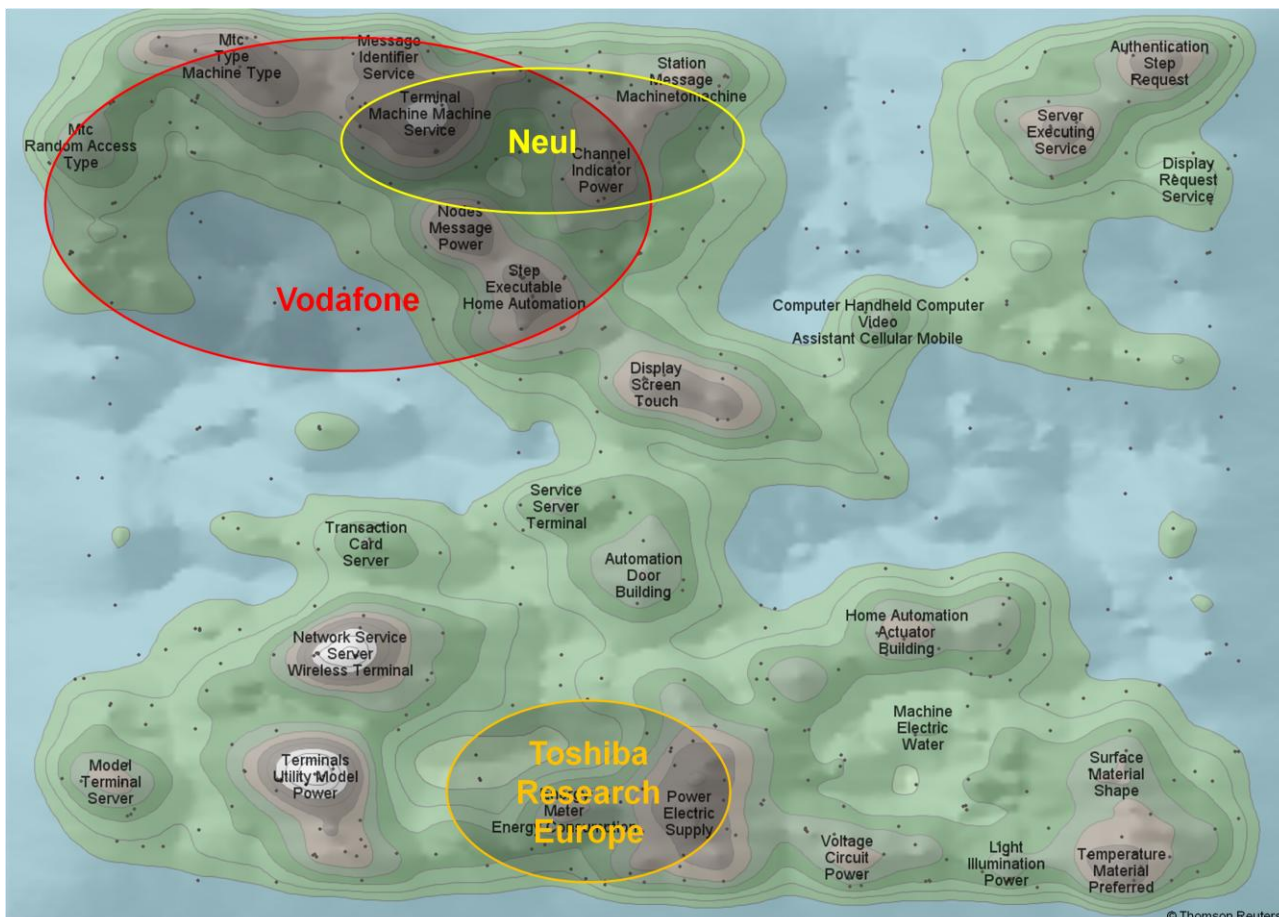 Mtc
Type
Machine Type
Message
Identifier
Service
Station
Message
Machinetomachine
Authentication
Step
Request
Terminal
Machine Machine
Service
Server
Executing
Service
Mtc
Random Access
Type
Neul
Channel
Indicator
Power
Display
Request
Service
Nodes
Message
Power
Step
Executable
Home Automation
Vodafone
Computer Handheld Computer
Video
Assistant Cellular Mobile
Display
Screen
Touch
Service
Server
Terminal
Transaction
Card
Server
Automation
Door
Building
Home Automation
Actuator
Building
Network Service
Server
Wireless Terminal
Machine
Electric
Water
Toshiba
Research
Europe
Meter
Model
Terminal
Server
Terminals
Utility Model
Power
Power
Electric
Supply
Surface
Material
Shape
Voltage
Circuit
Power
Light
Illumination
Power
Temperature
Material
Preferred
© Thomson Reuters